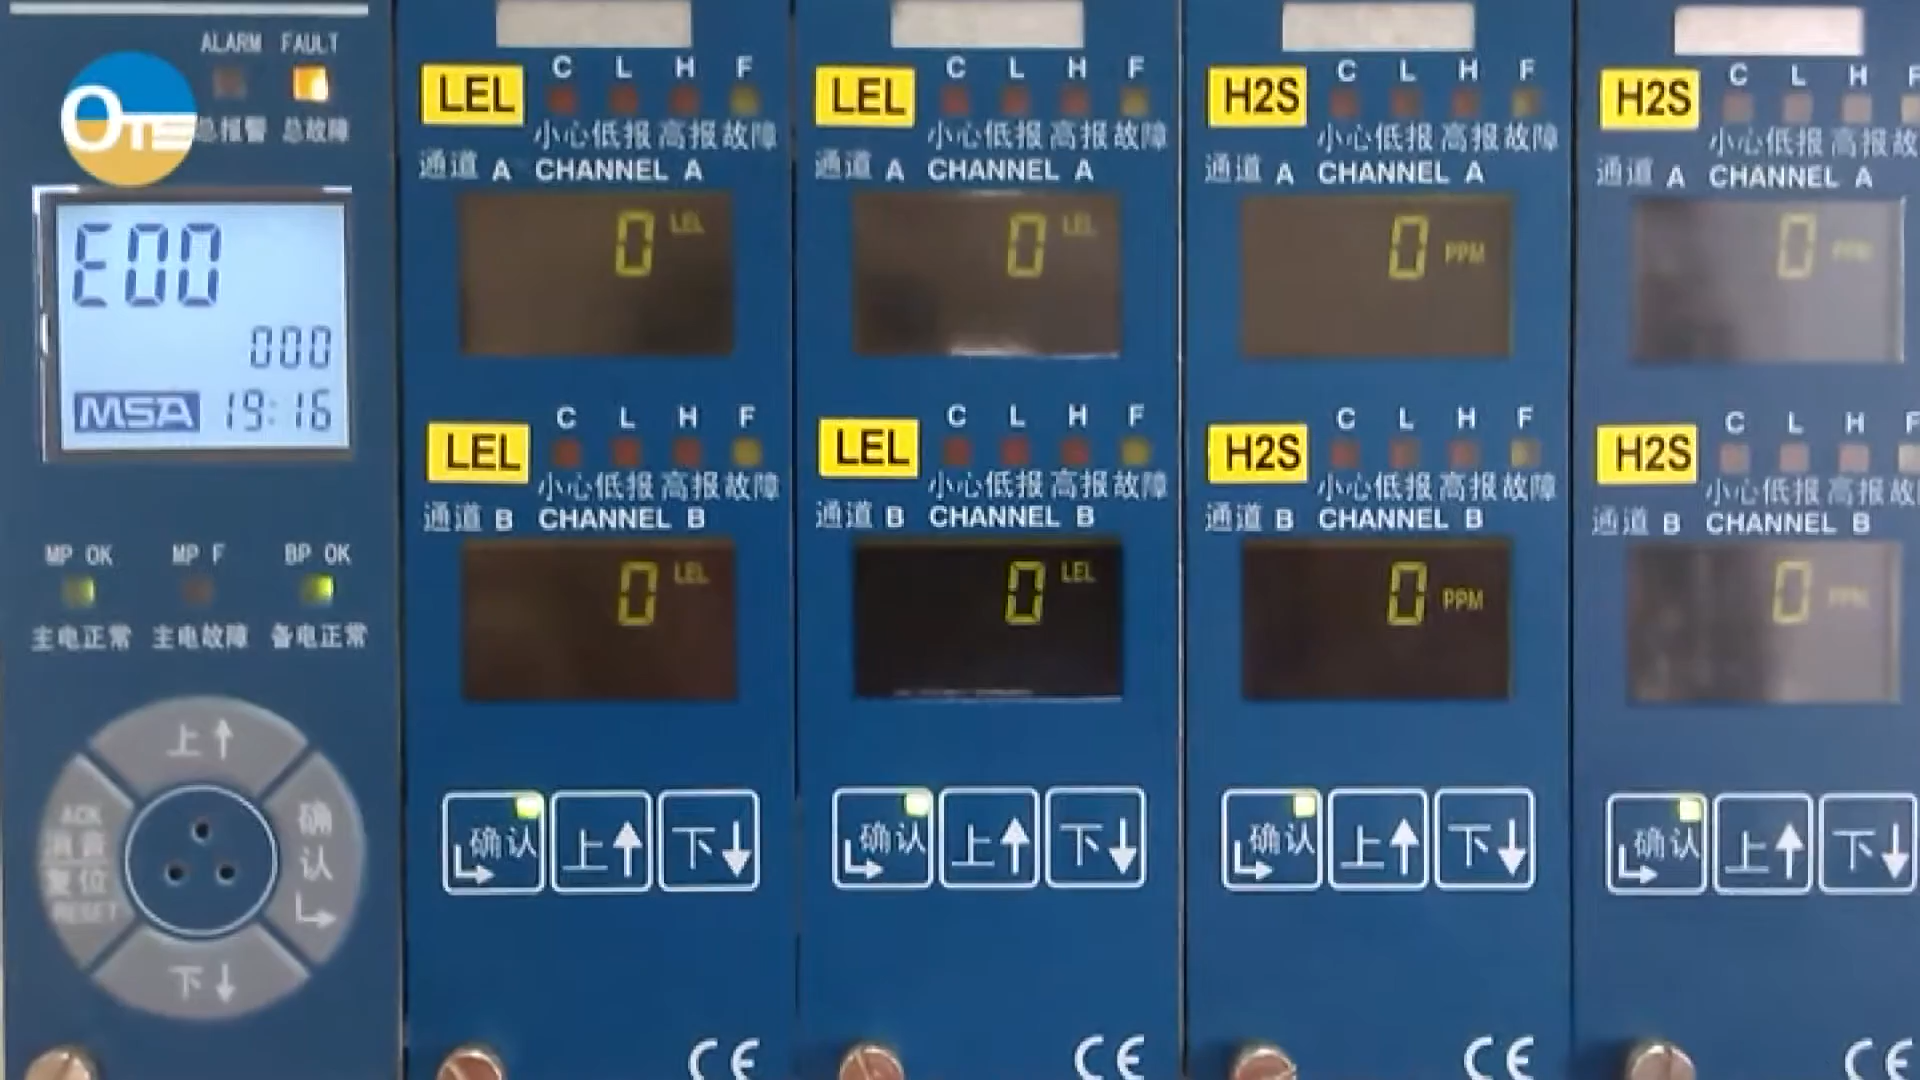 ALARM FAULT
总报警 总故障
OTS
E00
000
MSA 19:16
MP OK MP F BP OK
主电正常 主电故障 备电正常
上
ACK
消音
复位
RESET
确认
下
LEL C L H F
小心 低报 高报 故障
通道 A CHANNEL A
0 LEL
LEL C L H F
小心 低报 高报 故障
通道 B CHANNEL B
0 LEL
确认 上 下
CE
LEL C L H F
小心 低报 高报 故障
通道 A CHANNEL A
0 LEL
LEL C L H F
小心 低报 高报 故障
通道 B CHANNEL B
0 LEL
确认 上 下
CE
H2S C L H F
小心 低报 高报 故障
通道 A CHANNEL A
0 PPM
H2S C L H F
小心 低报 高报 故障
通道 B CHANNEL B
0 PPM
确认 上 下
CE
H2S C L H F
小心 低报 高报 故
通道 A CHANNEL A
0 PPM
H2S C L H F
小心 低报 高报 故
通道 B CHANNEL B
0 PPM
确认 上 下
CE